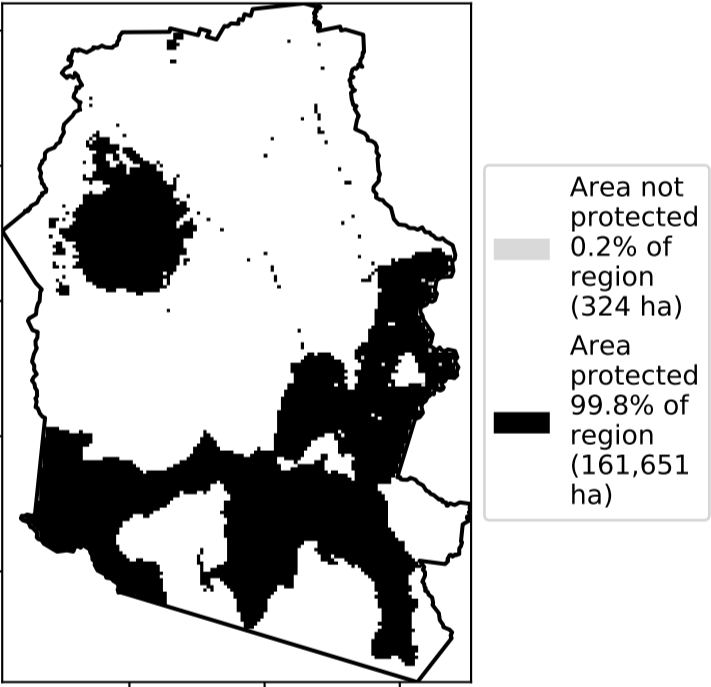 Area not
protected
0.2% of
region
(324 ha)
Area
protected
99.8% of
region
(161,651
ha)